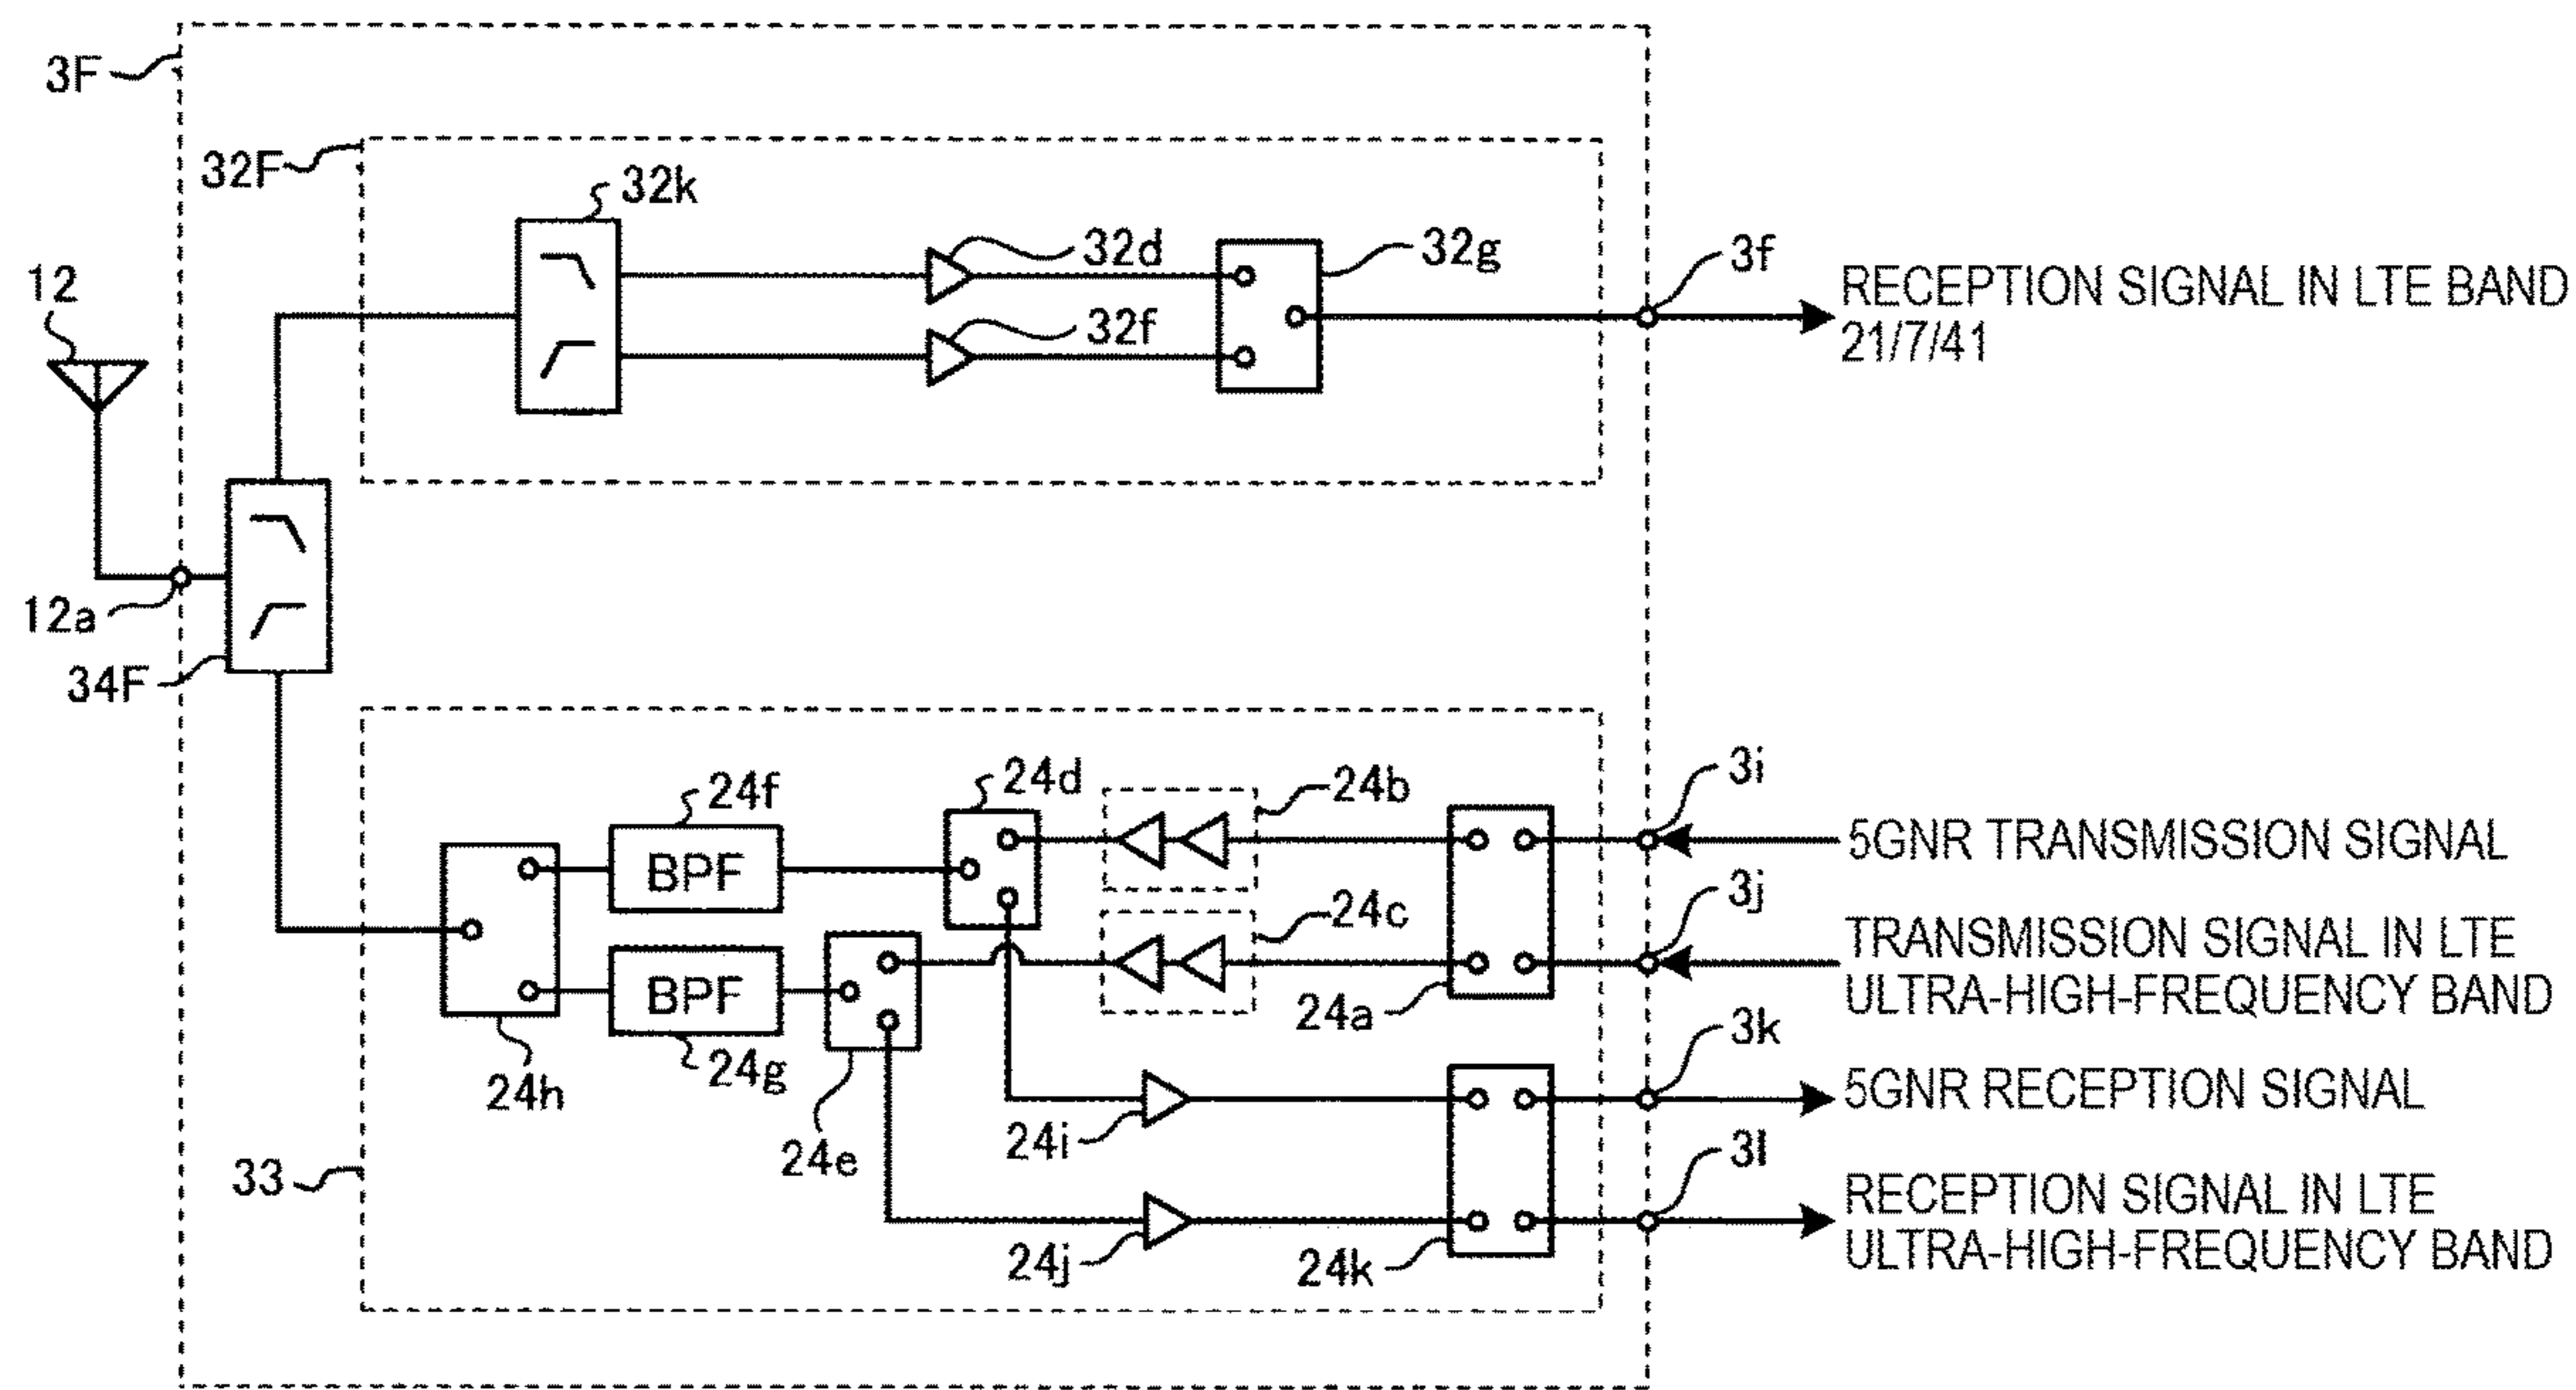 3F
32F
32k
32d
32g
3f
RECEPTION SIGNAL IN LTE BAND
21/7/41
32f
12
12a
34F
24f
24d
24b
3i
BPF
5GNR TRANSMISSION SIGNAL
24c
3j
TRANSMISSION SIGNAL IN LTE
ULTRA-HIGH-FREQUENCY BAND
BPF
24a
3k
24h
24g
5GNR RECEPTION SIGNAL
24e
24i
3l
33
RECEPTION SIGNAL IN LTE
ULTRA-HIGH-FREQUENCY BAND
24j
24k